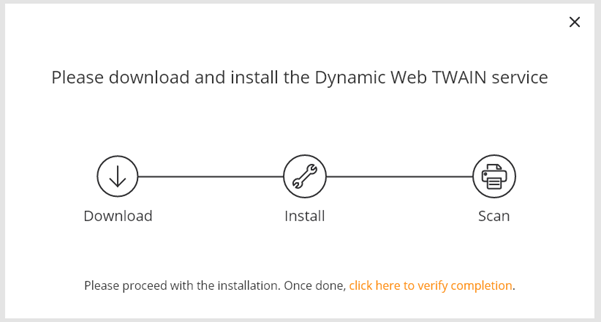 Please download and install the Dynamic Web TWAIN service
Download
Install
Scan
Please proceed with the installation. Once done, click here to verify completion.